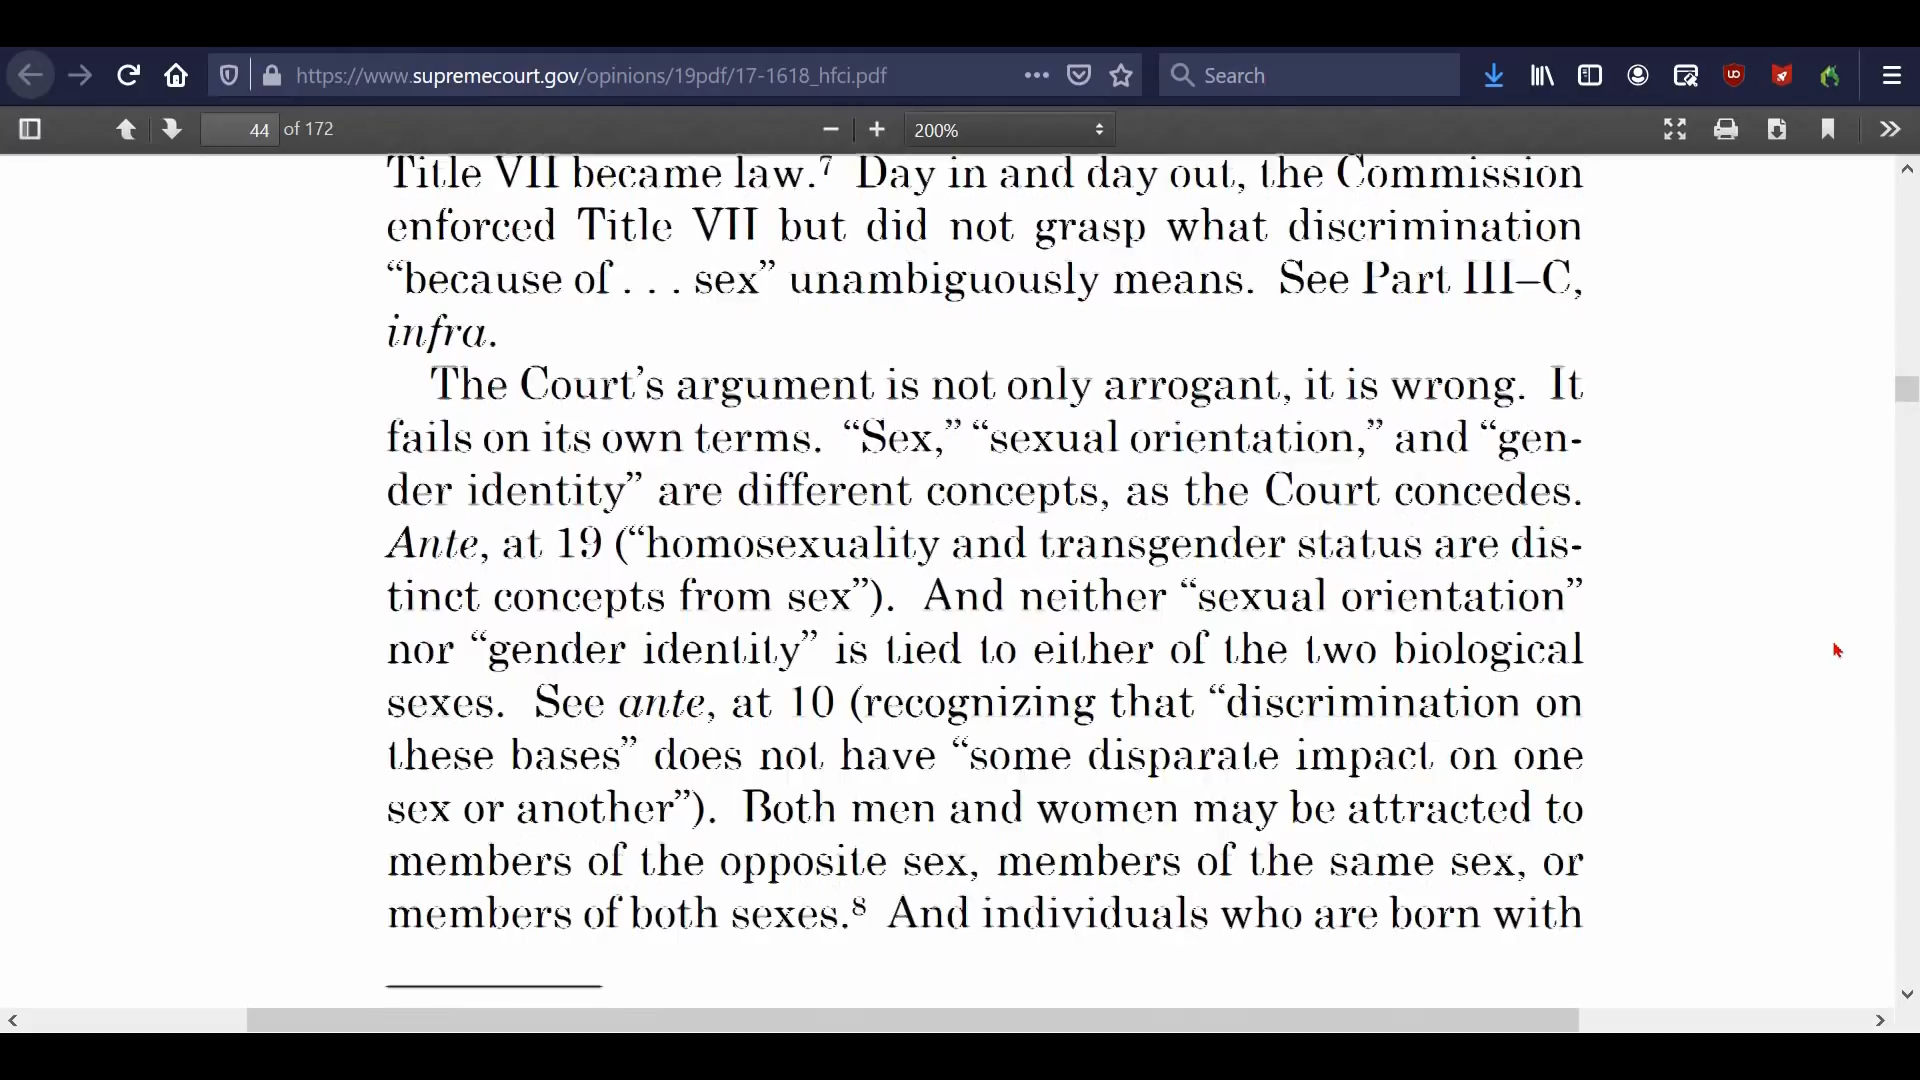 https://www.supremecourt.gov/opinions/19pdf/17-1618_hfci.pdf
Search
44 of 172
200%
Title VII became law.7 Day in and day out, the Commission
enforced Title VII but did not grasp what discrimination
“because of . . . sex” unambiguously means. See Part III–C,
infra.
The Court’s argument is not only arrogant, it is wrong. It
fails on its own terms. “Sex,” “sexual orientation,” and “gen-
der identity” are different concepts, as the Court concedes.
Ante, at 19 (“homosexuality and transgender status are dis-
tinct concepts from sex”). And neither “sexual orientation”
nor “gender identity” is tied to either of the two biological
sexes. See ante, at 10 (recognizing that “discrimination on
these bases” does not have “some disparate impact on one
sex or another”). Both men and women may be attracted to
members of the opposite sex, members of the same sex, or
members of both sexes.8 And individuals who are born with